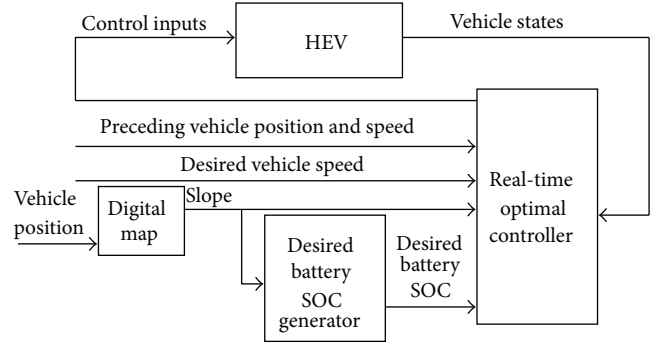 Control inputs
HEV
Vehicle states
Preceding vehicle position and speed
Desired vehicle speed
Vehicle
position
Digital
map
Slope
Desired
battery
SOC
generator
Desired
battery
SOC
Real-time
optimal
controller